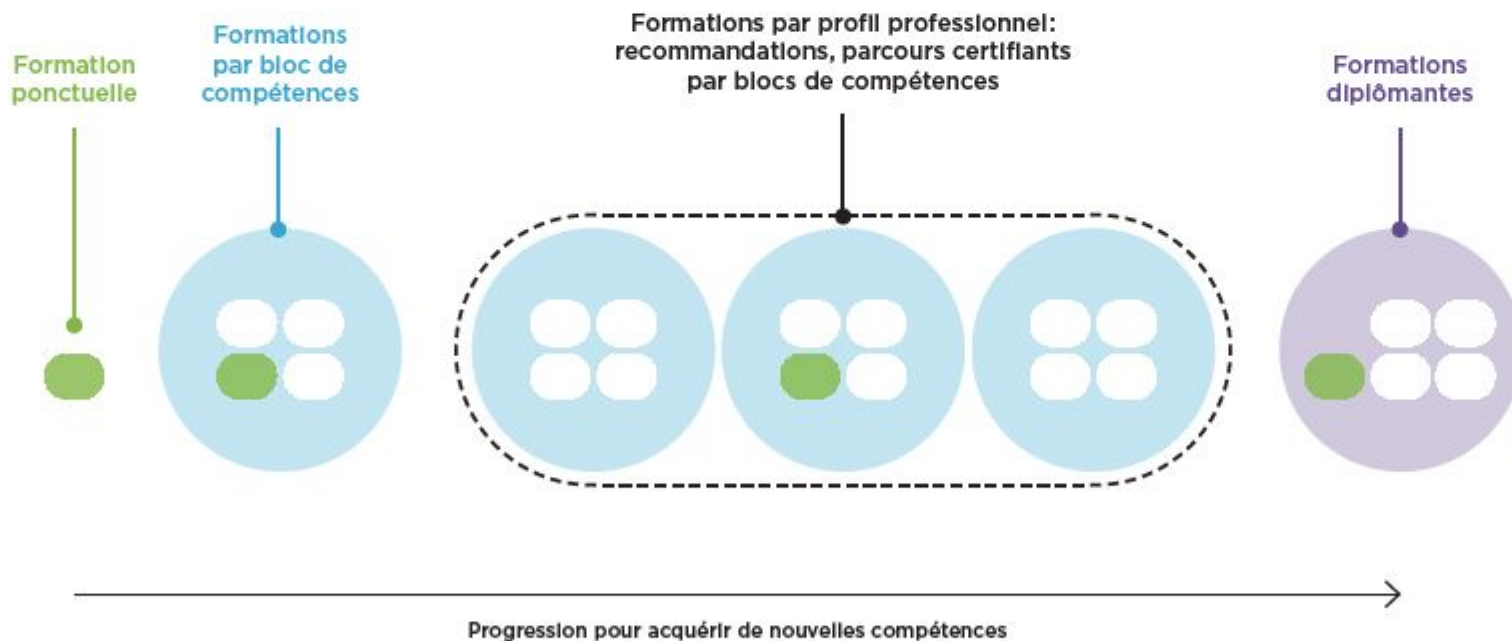 Formation
ponctuelle
Formations
par bloc de
compétences
Formations par profil professionnel:
recommandations, parcours certifiants
par blocs de compétences
Formations
diplômantes
Progression pour acquérir de nouvelles compétences